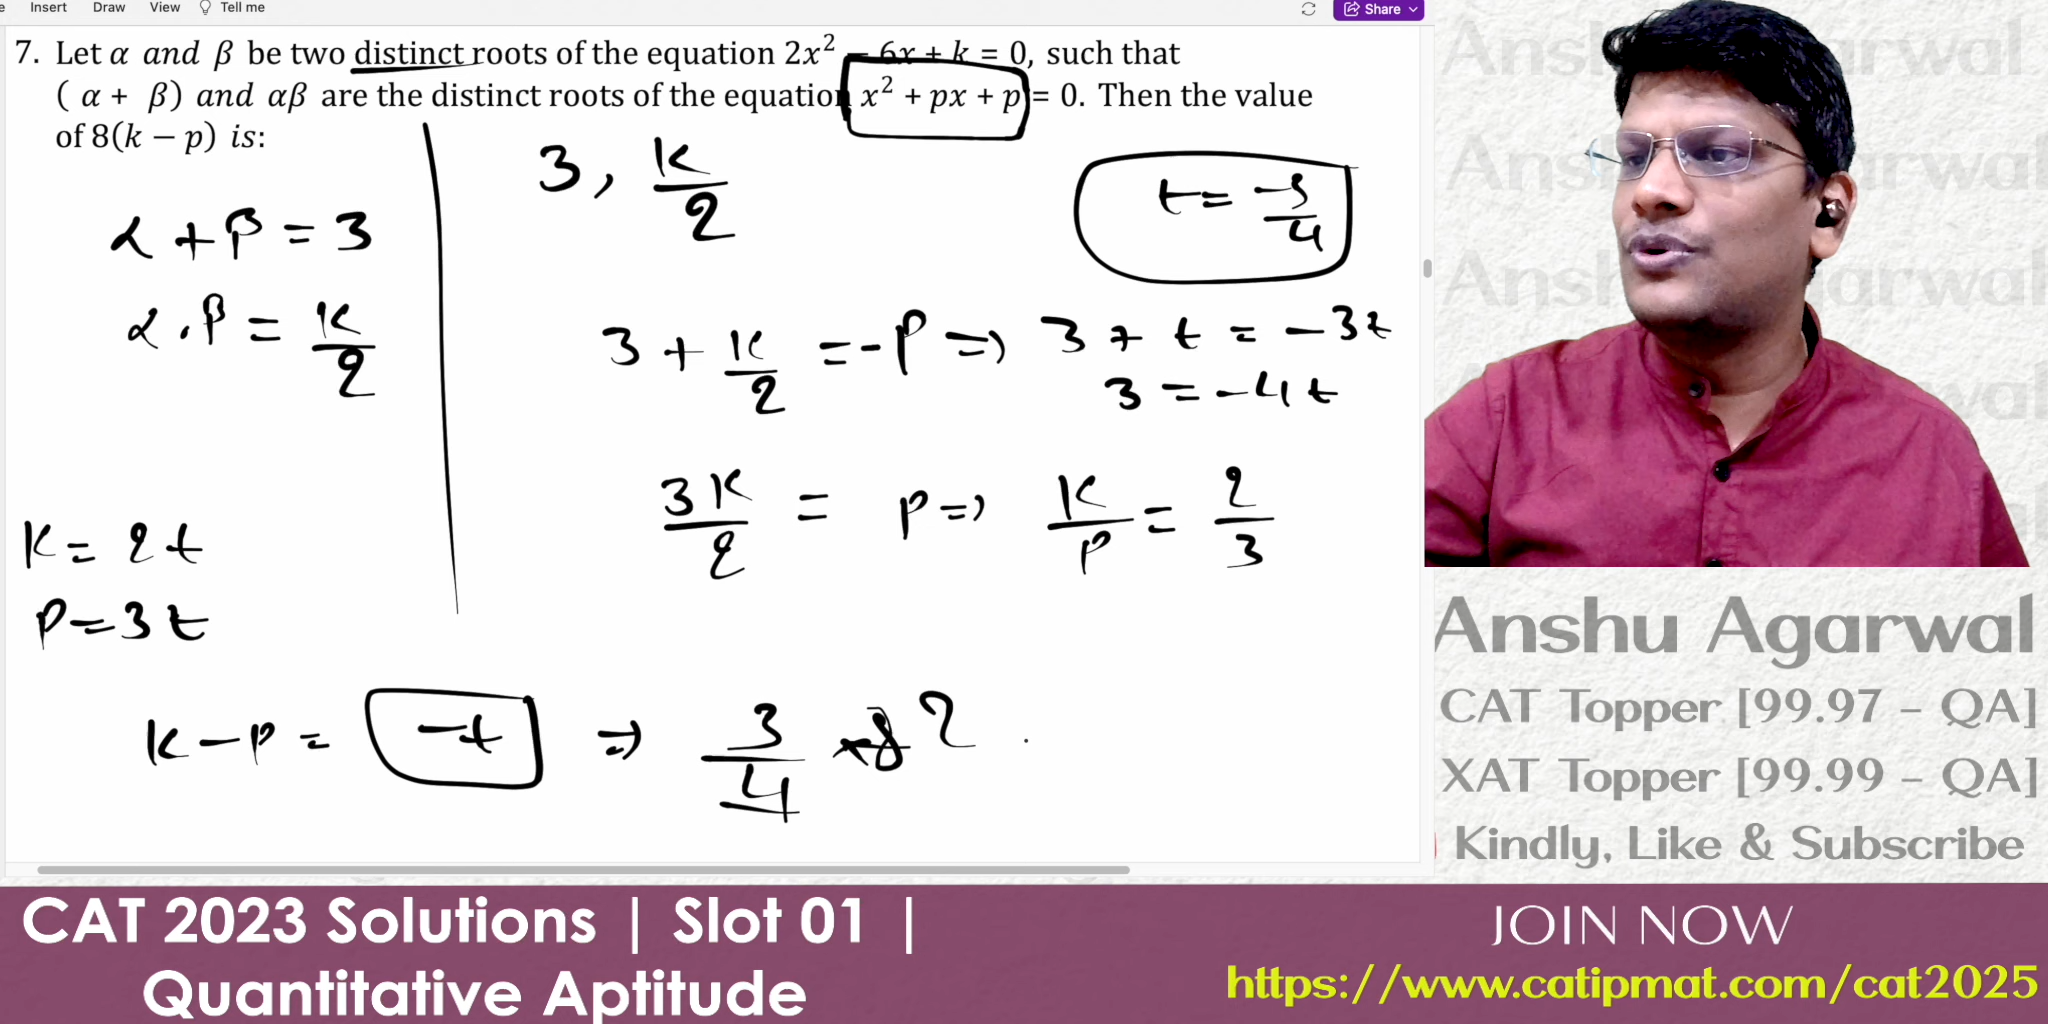 Insert Draw View Tell me
Share
7. Let α and β be two distinct roots of the equation 2x² − 6x + k = 0, such that
( α + β) and αβ are the distinct roots of the equation x² + px + p = 0. Then the value
of 8(k − p) is:
α + β = 3
α . β = k/2
k = 2t
p = 3t
3, k/2
t = -3/4
3 + k/2 = -p => 3 + t = -3t
3 = -4t
3k/2 = p => k/p = 2/3
k - p = -t => 3/4 × 8 2
Anshu Agarwal
CAT Topper [99.97 - QA]
XAT Topper [99.99 - QA]
Kindly, Like & Subscribe
CAT 2023 Solutions | Slot 01 |
Quantitative Aptitude
JOIN NOW
https://www.catipmat.com/cat2025